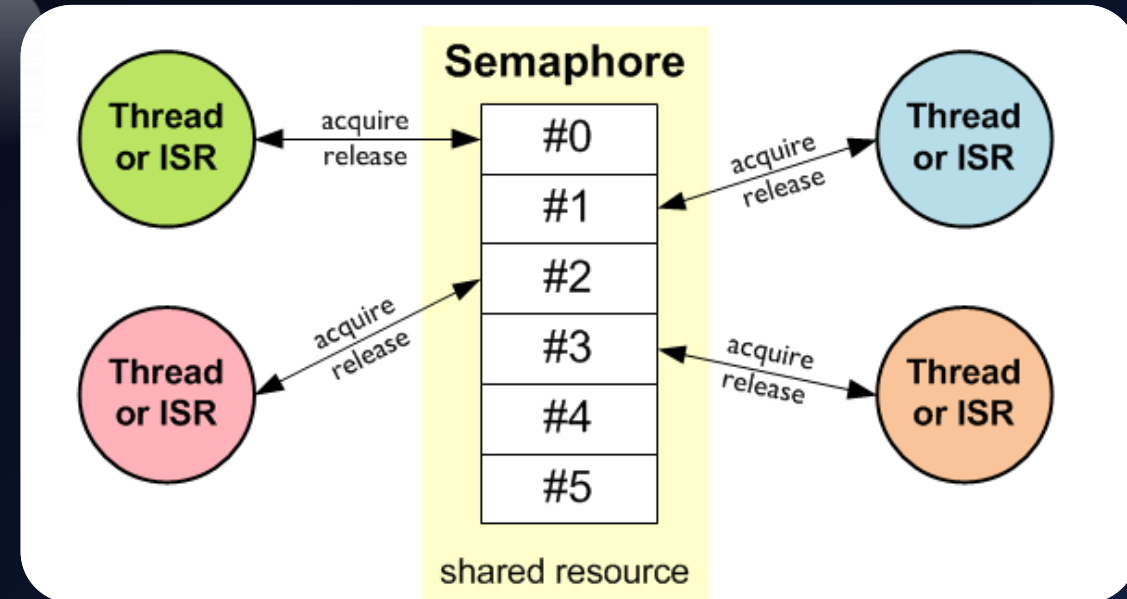 Semaphore
Thread
or ISR
acquire
release
#0
#1
#2
#3
#4
#5
acquire
release
Thread
or ISR
Thread
or ISR
acquire
release
acquire
release
Thread
or ISR
shared resource